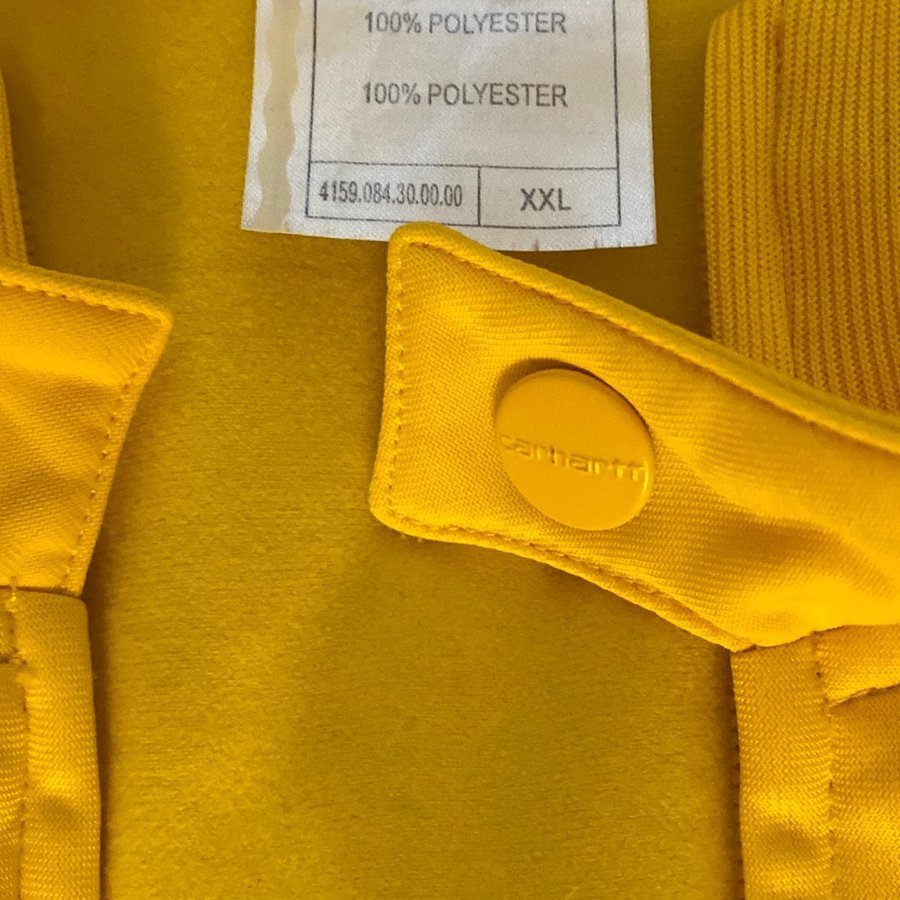 100% POLYESTER
100% POLYESTER
4159.084.30.00.00 XXL
carhartt